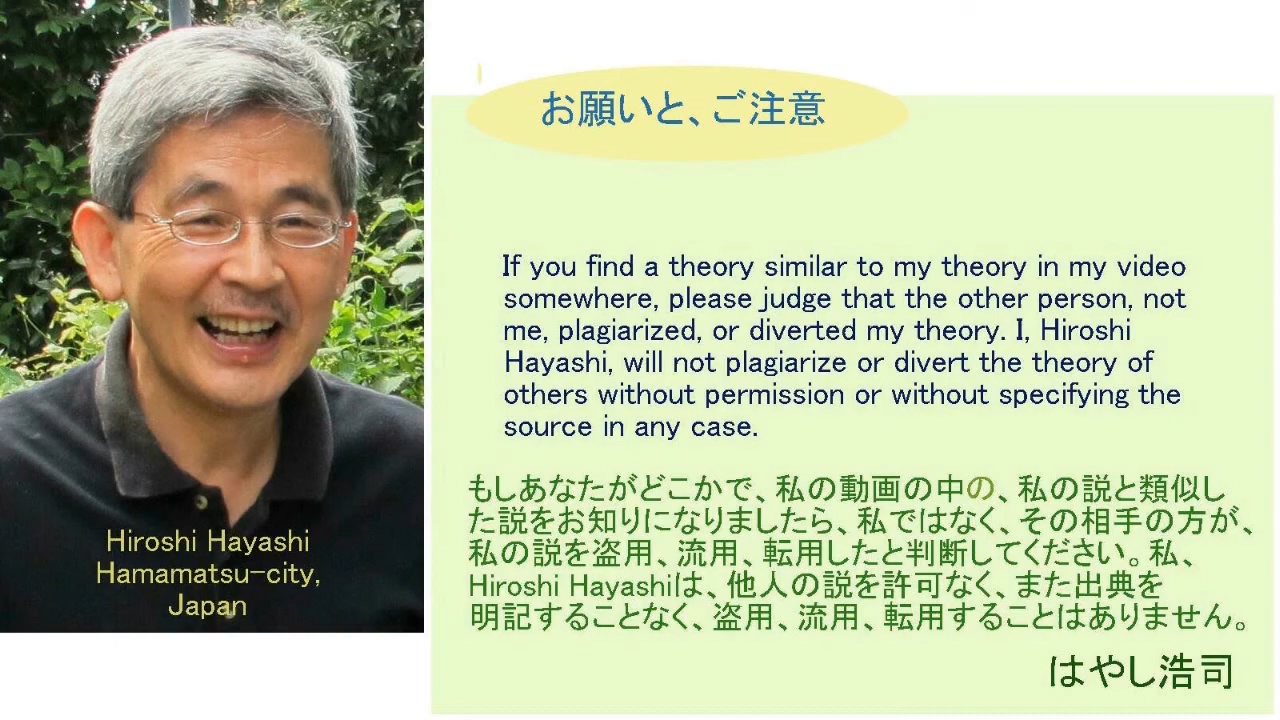 お願いと、ご注意
If you find a theory similar to my theory in my video
somewhere, please judge that the other person, not
me, plagiarized, or diverted my theory. I, Hiroshi
Hayashi, will not plagiarize or divert the theory of
others without permission or without specifying the
source in any case.
もしあなたがどこかで、私の動画の中の、私の説と類似し
た説をお知りになりましたら、私ではなく、その相手の方が、
私の説を盗用、流用、転用したと判断してください。私、
Hiroshi Hayashiは、他人の説を許可なく、また出典を
明記することなく、盗用、流用、転用することはありません。
はやし浩司
Hiroshi Hayashi
Hamamatsu-city,
Japan